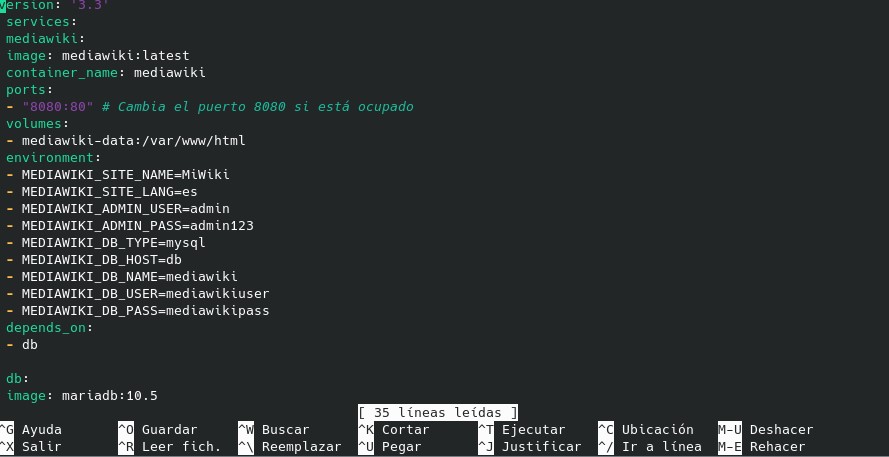 version: '3.3'
services:
mediawiki:
image: mediawiki:latest
container_name: mediawiki
ports:
- "8080:80" # Cambia el puerto 8080 si está ocupado
volumes:
- mediawiki-data:/var/www/html
environment:
- MEDIAWIKI_SITE_NAME=MiWiki
- MEDIAWIKI_SITE_LANG=es
- MEDIAWIKI_ADMIN_USER=admin
- MEDIAWIKI_ADMIN_PASS=admin123
- MEDIAWIKI_DB_TYPE=mysql
- MEDIAWIKI_DB_HOST=db
- MEDIAWIKI_DB_NAME=mediawiki
- MEDIAWIKI_DB_USER=mediawikiuser
- MEDIAWIKI_DB_PASS=mediawikipass
depends_on:
- db
db:
image: mariadb:10.5
[ 35 líneas leídas ]
^G Ayuda ^O Guardar ^W Buscar ^K Cortar ^T Ejecutar ^C Ubicación M-U Deshacer
^X Salir ^R Leer fich. ^\ Reemplazar ^U Pegar ^J Justificar ^/ Ir a línea M-E Rehacer